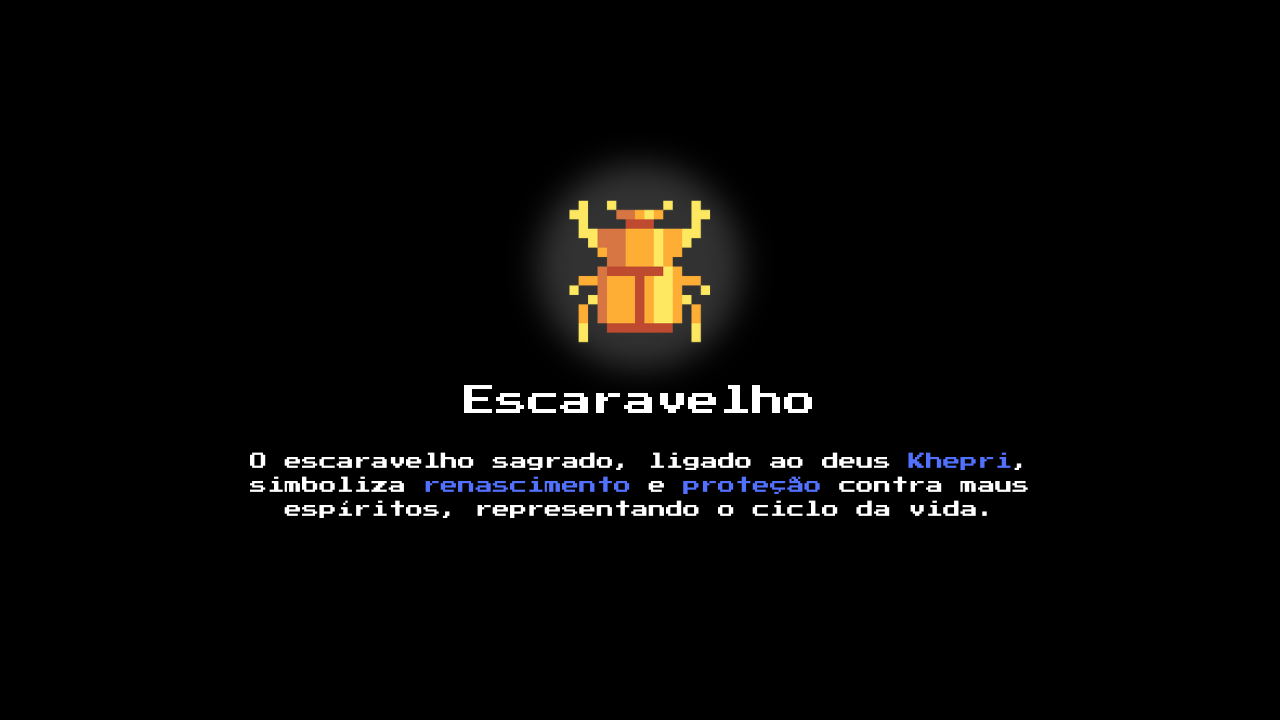 Escaravelho
O escaravelho sagrado, ligado ao deus Khepri,
simboliza renascimento e proteção contra maus
espíritos, representando o ciclo da vida.